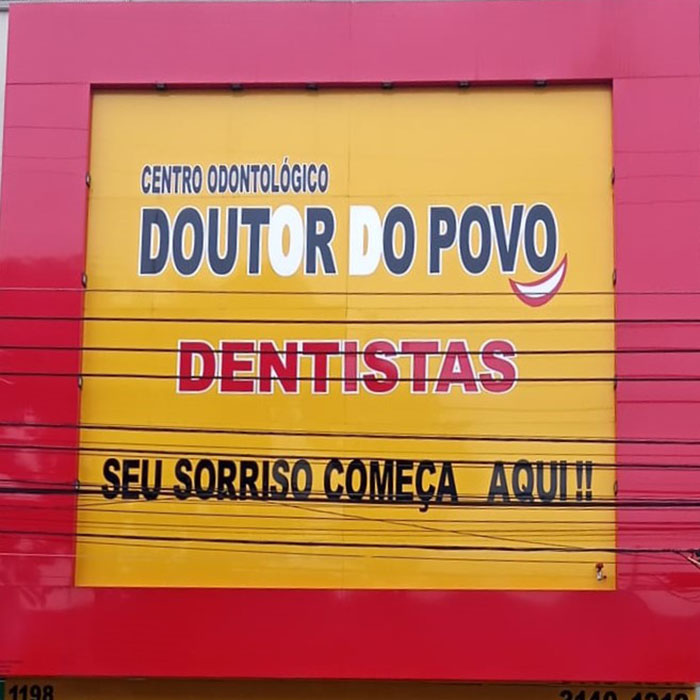 CENTRO ODONTOLÓGICO
DOUTOR DO POVO
DENTISTAS
SEU SORRISO COMEÇA AQUI!!
1198